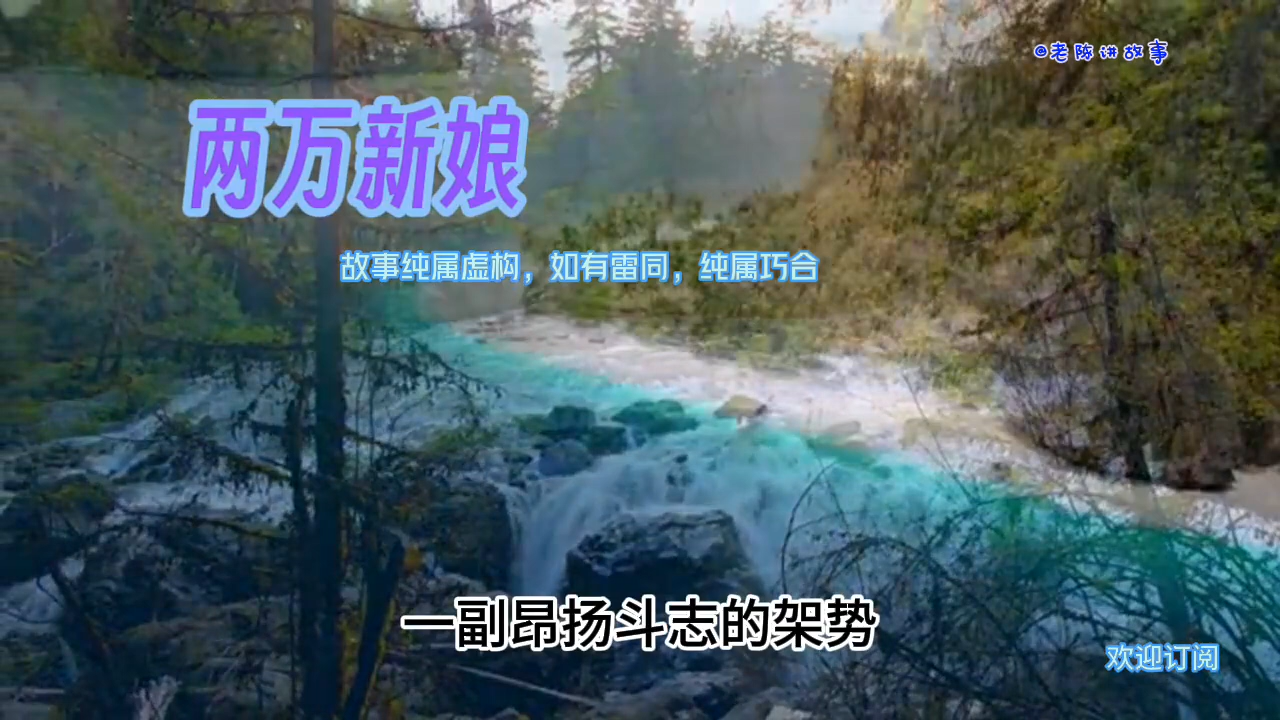 @老陈讲故事
两万新娘
故事纯属虚构，如有雷同，纯属巧合
一副昂扬斗志的架势
欢迎订阅